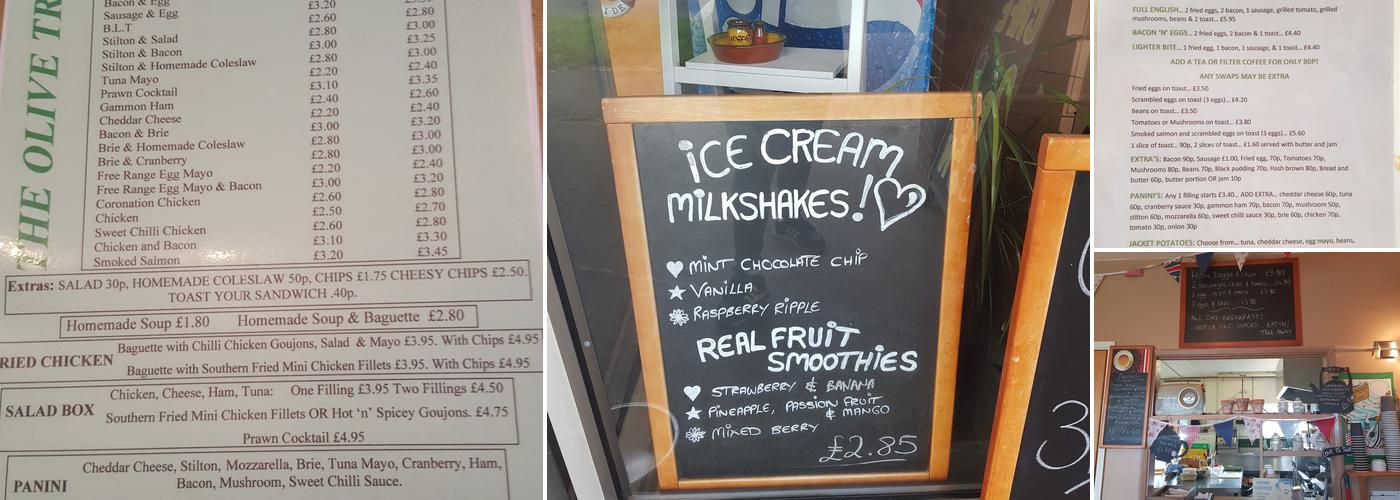 THE OLIVE TR
Bacon & Egg
Sausage & Egg £3.20
B.L.T £2.60 £2.80
Stilton & Salad £2.80 £3.00
Stilton & Bacon £3.00 £3.25
Stilton & Homemade Coleslaw £2.80 £3.00
Tuna Mayo £2.20 £2.40
Prawn Cocktail £3.10 £3.35
Gammon Ham £2.40 £2.60
Cheddar Cheese £2.20 £2.40
Bacon & Brie £3.00 £3.20
Brie & Homemade Coleslaw £2.80 £3.00
Brie & Cranberry £2.80 £3.00
Free Range Egg Mayo £2.20 £2.40
Free Range Egg Mayo & Bacon £3.00 £3.20
Coronation Chicken £2.60 £2.80
Chicken £2.50 £2.70
Sweet Chilli Chicken £2.60 £2.80
Chicken and Bacon £3.10 £3.30
Smoked Salmon £3.20 £3.45
Extras: SALAD 30p, HOMEMADE COLESLAW 50p, CHIPS £1.75 CHEESY CHIPS £2.50.
TOAST YOUR SANDWICH .40p.
Homemade Soup £1.80 Homemade Soup & Baguette £2.80
RIED CHICKEN
Baguette with Chilli Chicken Goujons, Salad & Mayo £3.95. With Chips £4.95
Baguette with Southern Fried Mini Chicken Fillets £3.95. With Chips £4.95
SALAD BOX
Chicken, Cheese, Ham, Tuna: One Filling £3.95 Two Fillings £4.50
Southern Fried Mini Chicken Fillets OR Hot 'n' Spicey Goujons. £4.75
Prawn Cocktail £4.95
PANINI
Cheddar Cheese, Stilton, Mozzarella, Brie, Tuna Mayo, Cranberry, Ham,
Bacon, Mushroom, Sweet Chilli Sauce.
ICE CREAM
MILKSHAKES!
MINT CHOCOLATE CHIP
VANILLA
RASPBERRY RIPPLE
REAL FRUIT
SMOOTHIES
STRAWBERRY & BANANA
PINEAPPLE, PASSION FRUIT
& MANGO
MIXED BERRY
£2.85
FULL ENGLISH... 2 fried eggs, 2 bacon, 1 sausage, grilled tomato, grilled
mushrooms, beans & 2 toast... £5.95
BACON 'N' EGGS... 2 fried eggs, 2 bacon & 1 toast... £4.40
LIGHTER BITE... 1 fried egg, 1 bacon, 1 sausage, & 1 toast... £4.40
ADD A TEA OR FILTER COFFEE FOR ONLY 80P!
ANY SWAPS MAY BE EXTRA
Fried eggs on toast... £3.50
Scrambled eggs on toast (3 eggs)... £4.20
Beans on toast... £3.50
Tomatoes or Mushrooms on toast... £3.80
Smoked salmon and scrambled eggs on toast (3 eggs)... £5.60
1 slice of toast... 90p, 2 slices of toast... £1.60 served with butter and jam
EXTRA'S: Bacon 90p, Sausage £1.00, Fried egg, 70p, Tomatoes 70p,
Mushrooms 80p, Beans 70p, Black pudding 70p, Hash brown 80p, Bread and
butter 60p, butter portion OR jam 10p
PANINI'S: Any 1 filling starts £3.40... ADD EXTRA... cheddar cheese 60p, tuna
60p, cranberry sauce 30p, gammon ham 70p, bacon 70p, mushroom 50p,
stilton 60p, mozzarella 60p, sweet chilli sauce 30p, brie 60p, chicken 70p,
tomato 30p, onion 30p
JACKET POTATOES: Choose from... tuna, cheddar cheese, egg mayo, beans,
ALL DAY BREAKFAST!